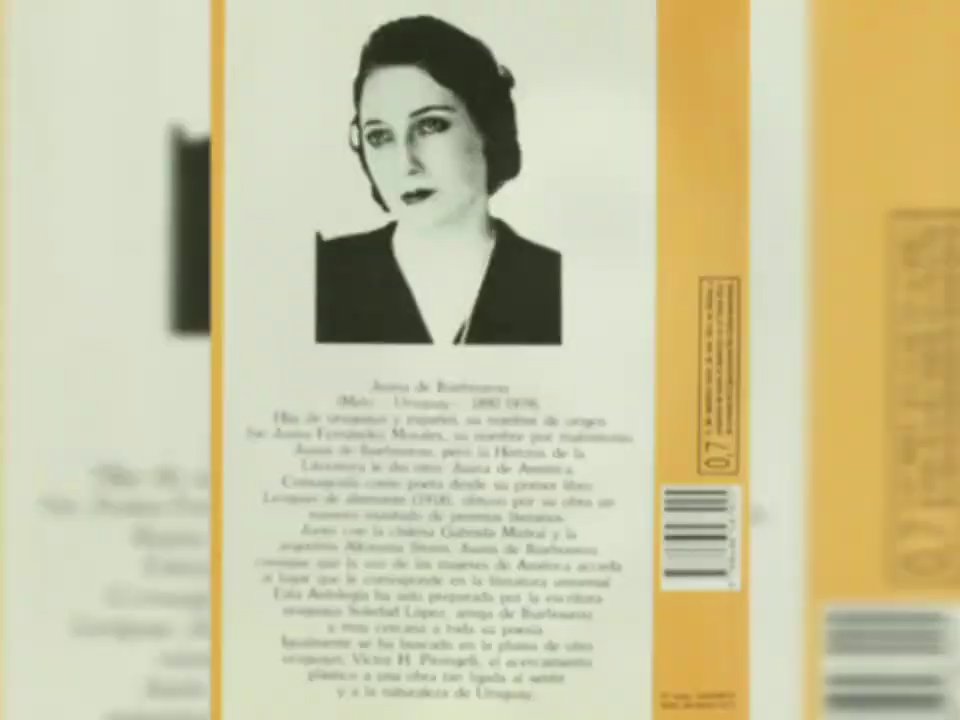 Juana de Ibarbourou
(Melo - Uruguay - 1979)
Hija de uruguaya y español, su nombre de origen
fue Juana Fernández Morales, su nombre por matrimonio,
Juana de Ibarbourou, pero la Historia de la
Literatura le dio otro: Juana de América.
Consagrada como poeta desde su primer libro
Lenguas de diamante (1918), obtuvo por su obra un
número de premios literarios.
Junto con la chilena Gabriela Mistral y la
argentina Alfonsina Storni, Juana de Ibarbourou
consigue que la voz de las mujeres de América acceda
al lugar que le corresponde en la literatura universal.
Esta Antología ha sido preparada por la escritora
uruguaya Soledad López, amiga de Ibarbourou
y muy cercana a toda su poesía.
Igualmente se ha buscado en la pluma de otro
uruguayo, Víctor H. el acercamiento
plástico a una obra tan ligada al sentir
y a la naturaleza de Uruguay.
0,7